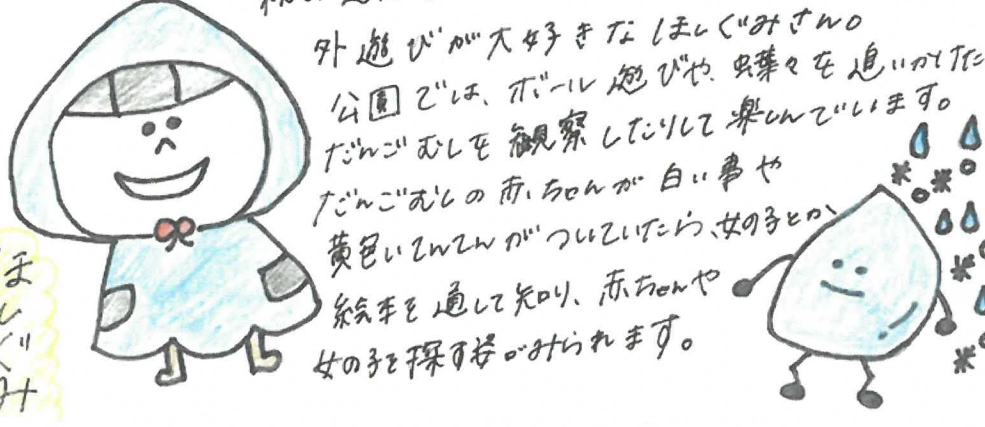 外遊びが大好きなほしぐみさん。
公園では、ボール遊びや、蝶々を追いかけた
だんごむしを観察したりして楽しんでいます。
だんごむしの赤ちゃんが白い事や
黄色いてんてんがついていたら、女の子とか、
絵本を通して知り、赤ちゃんや
女の子を探す姿がみられます。
ほしぐみ